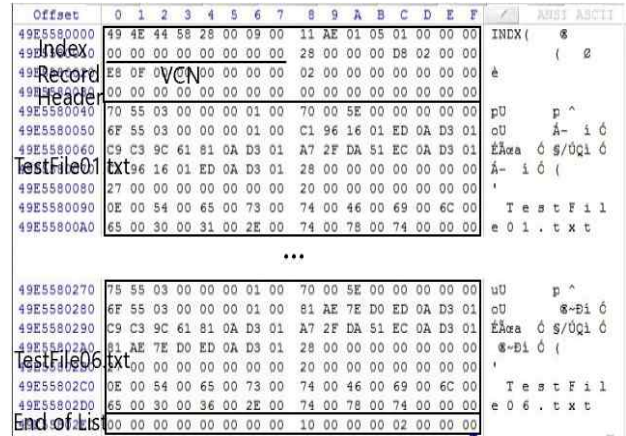 Offset 0 1 2 3 4 5 6 7 8 9 A B C D E F ANSI ASCII
49E5580000 49 4E 44 58 28 00 09 00 11 AE 01 05 01 00 00 00 INDX( ®
Index 00 00 00 00 00 00 00 00 28 00 00 00 D8 02 00 00 ( Ø
Record E8 0F 00 00 00 00 00 02 00 00 00 00 00 00 00 è
VCN
Header 00 00 00 00 00 00 00 00 00 00 00 00 00 00 00 00
49E5580040 70 55 03 00 00 00 01 00 70 00 5E 00 00 00 00 00 pU p ^
49E5580050 6F 55 03 00 00 00 01 00 C1 96 16 01 ED 0A D3 01 oU Á– í Ó
49E5580060 C9 C3 9C 61 81 0A D3 01 A7 2F DA 51 EC 0A D3 01 ÉÃœa Ó §/ÚQì Ó
TestFile01.txt 96 16 01 ED 0A D3 01 28 00 00 00 00 00 00 00 Á– í Ó (
49E5580080 27 00 00 00 00 00 00 00 20 00 00 00 00 00 00 00 '
49E5580090 0E 00 54 00 65 00 73 00 74 00 46 00 69 00 6C 00 T e s t F i l
49E55800A0 65 00 30 00 31 00 2E 00 74 00 78 00 74 00 00 00 e 0 1 . t x t
...
49E5580270 75 55 03 00 00 00 01 00 70 00 5E 00 00 00 00 00 uU p ^
49E5580280 6F 55 03 00 00 00 01 00 81 AE 7E D0 ED 0A D3 01 oU ®~Ðí Ó
49E5580290 C9 C3 9C 61 81 0A D3 01 A7 2F DA 51 EC 0A D3 01 ÉÃœa Ó §/ÚQì Ó
49E55802A0 81 AE 7E D0 ED 0A D3 01 28 00 00 00 00 00 00 00 ®~Ðí Ó (
TestFile06.txt 00 00 00 00 00 00 20 00 00 00 00 00 00 00 '
49E55802C0 0E 00 54 00 65 00 73 00 74 00 46 00 69 00 6C 00 T e s t F i l
49E55802D0 65 00 30 00 36 00 2E 00 74 00 78 00 74 00 00 00 e 0 6 . t x t
End of List 00 00 00 00 00 00 00 00 10 00 00 00 02 00 00 00